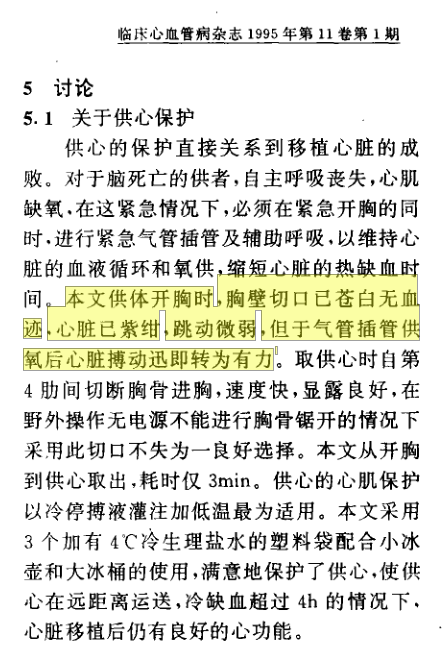 临床心血管病杂志 1995 年第 11 卷第 1 期
5 讨论
5.1 关于供心保护
供心的保护直接关系到移植心脏的成
败。对于脑死亡的供者,自主呼吸丧失,心肌
缺氧.在这紧急情况下,必须在紧急开胸的同
时.进行紧急气管插管及辅助呼吸.以维持心
脏的血液循环和氧供,缩短心脏的热缺血时
间。本文供体开胸时,胸壁切口已苍白无血
迹.心脏已紫绀,跳动微弱,但于气管插管供
氧后心脏搏动迅即转为有力。取供心时自第
4 肋间切断胸骨进胸,速度快,显露良好,在
野外操作无电源不能进行胸骨锯开的情况下
采用此切口不失为一良好选择。本文从开胸
到供心取出,耗时仅 3min。供心的心肌保护
以冷停搏液灌注加低温最为适用。本文采用
3 个加有 4℃冷生理盐水的塑料袋配合小冰
壶和大冰桶的使用,满意地保护了供心,使供
心在远距离运送,冷缺血超过 4h 的情况下.
心脏移植后仍有良好的心功能。